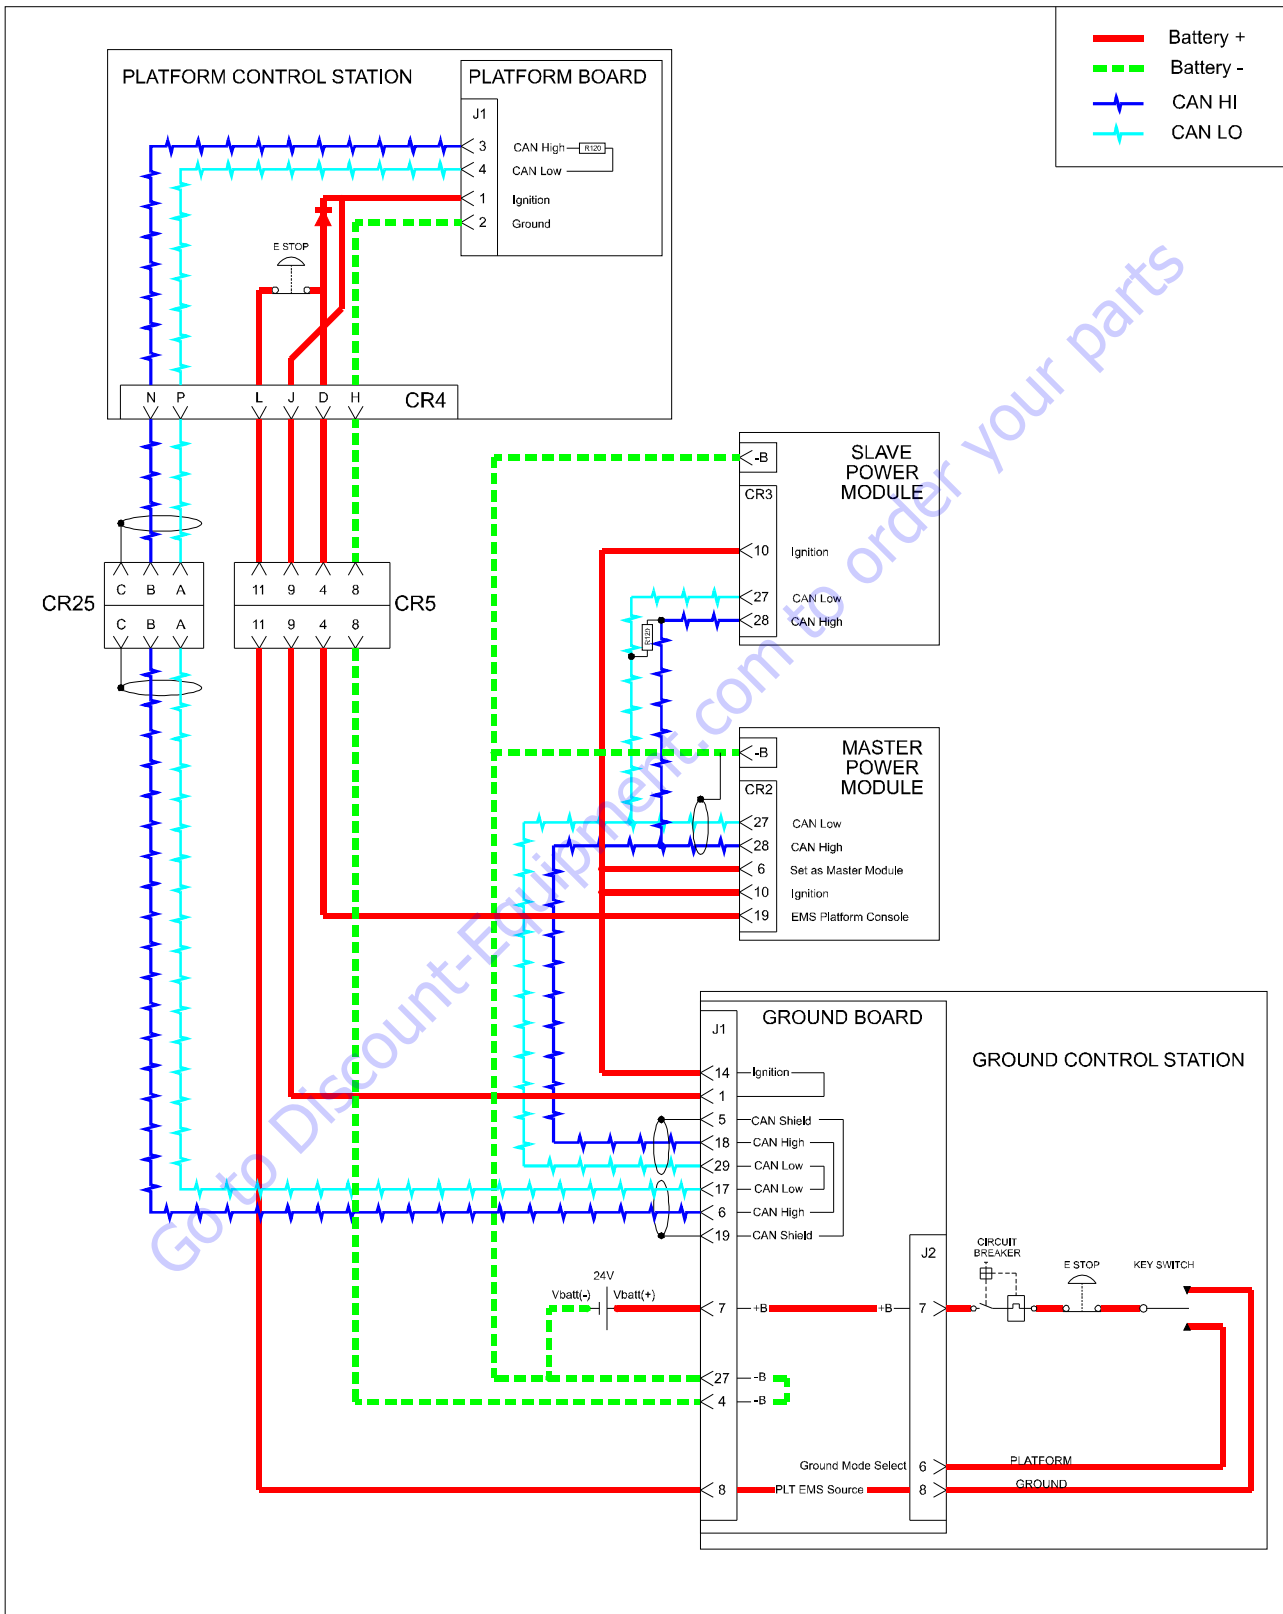 Battery +
Battery -
CAN HI
CAN LO
PLATFORM CONTROL STATION
PLATFORM BOARD
J1
3 CAN High R120
4 CAN Low
1 Ignition
2 Ground
E STOP
N P L J D H CR4
CR25
C B A
C B A
11 9 4 8
11 9 4 8
CR5
SLAVE
POWER
MODULE
-B
CR3
10 Ignition
27 CAN Low
28 CAN High
R120
MASTER
POWER
MODULE
-B
CR2
27 CAN Low
28 CAN High
6 Set as Master Module
10 Ignition
19 EMS Platform Console
GROUND BOARD
GROUND CONTROL STATION
J1
14 Ignition
1
5 CAN Shield
18 CAN High
29 CAN Low
17 CAN Low
6 CAN High
19 CAN Shield
J2
CIRCUIT
BREAKER
E STOP
KEY SWITCH
24V
Vbatt(-) Vbatt(+)
7 +B +B 7
27 -B
4 -B
Ground Mode Select 6 PLATFORM
8 PLT EMS Source 8 GROUND
Go to Discount-Equipment.com to order your parts